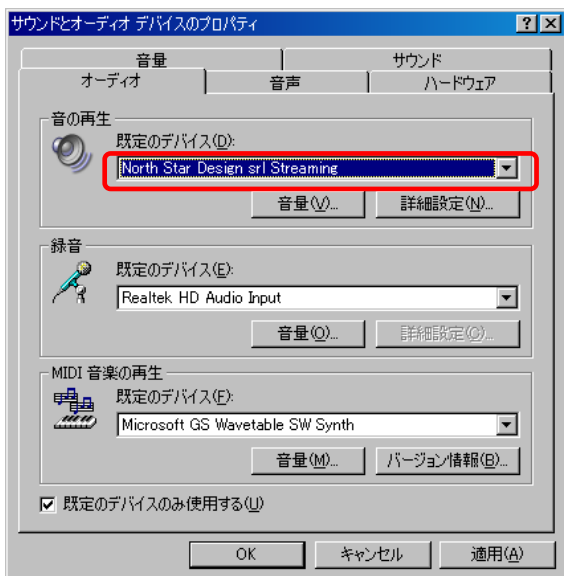 サウンドとオーディオ デバイスのプロパティ
音量 サウンド
オーディオ 音声 ハードウェア
音の再生
既定のデバイス(D):
North Star Design srl Streaming
音量(V)... 詳細設定(N)...
録音
既定のデバイス(E):
Realtek HD Audio Input
音量(O)... 詳細設定(C)...
MIDI 音楽の再生
既定のデバイス(F):
Microsoft GS Wavetable SW Synth
音量(M)... バージョン情報(B)...
既定のデバイスのみ使用する(U)
OK キャンセル 適用(A)